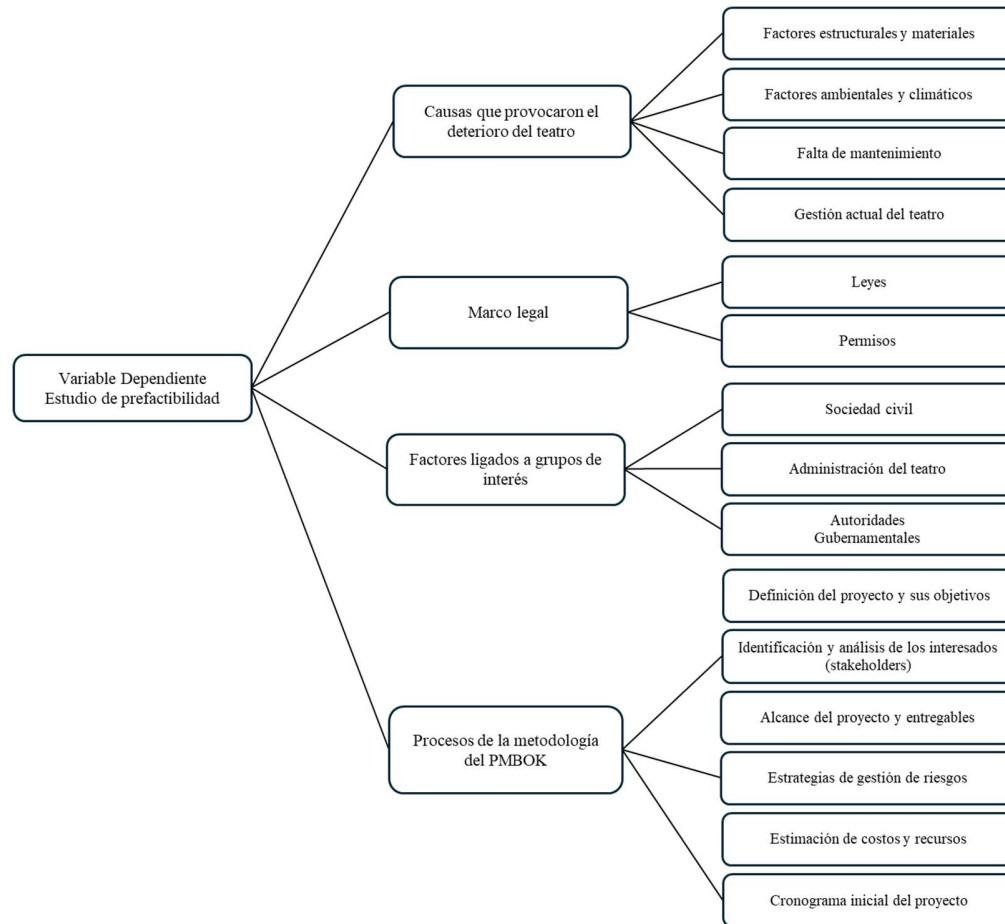 Variable Dependiente
Estudio de prefactibilidad
Causas que provocaron el
deterioro del teatro
Factores estructurales y materiales
Factores ambientales y climáticos
Falta de mantenimiento
Gestión actual del teatro
Marco legal
Leyes
Permisos
Factores ligados a grupos de
interés
Sociedad civil
Administración del teatro
Autoridades
Gubernamentales
Procesos de la metodología
del PMBOK
Definición del proyecto y sus objetivos
Identificación y análisis de los interesados
(stakeholders)
Alcance del proyecto y entregables
Estrategias de gestión de riesgos
Estimación de costos y recursos
Cronograma inicial del proyecto